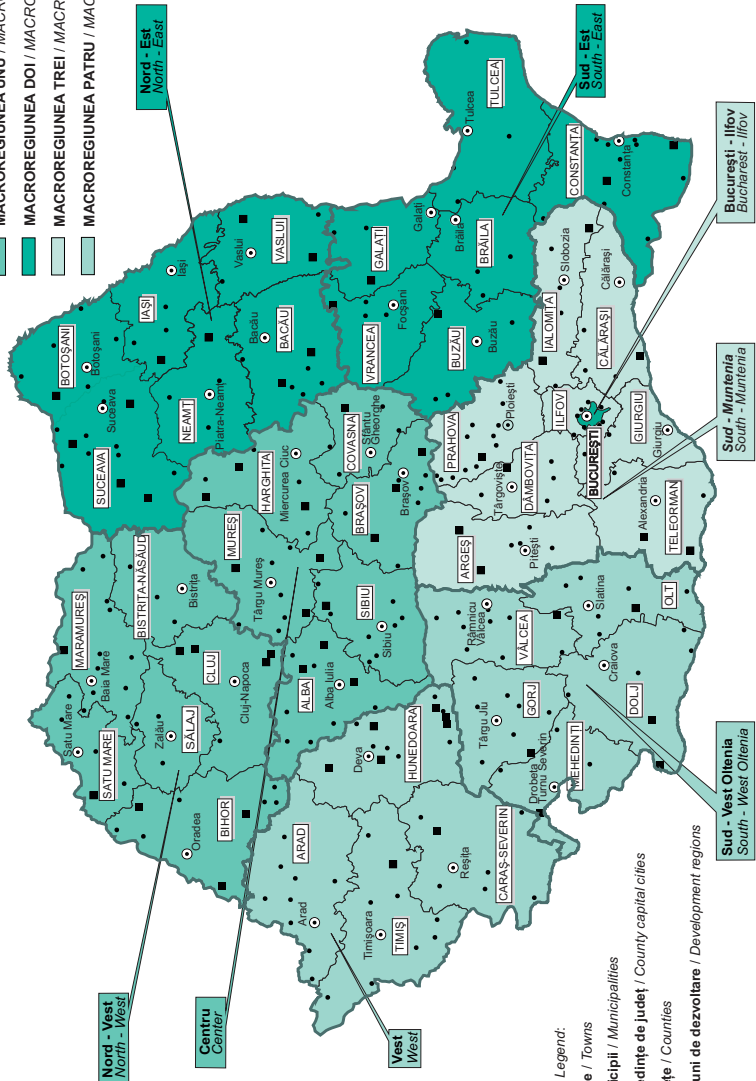 MACROREGIUNEA UNU / MACRO
MACROREGIUNEA DOI / MACRO
MACROREGIUNEA TREI / MACR
MACROREGIUNEA PATRU / MAC
Nord - Vest
North - West
Centru
Center
Vest
West
Nord - Est
North - East
Sud - Est
South - East
București - Ilfov
Bucharest - Ilfov
Sud - Muntenia
South - Muntenia
Sud - Vest Oltenia
South - West Oltenia
SATU MARE
Satu Mare
MARAMUREȘ
Baia Mare
BISTRIȚA-NĂSĂUD
Bistrița
SĂLAJ
Zalău
CLUJ
Cluj-Napoca
BIHOR
Oradea
SUCEAVA
Suceava
BOTOȘANI
Botoșani
IAȘI
Iași
NEAMȚ
Piatra-Neamț
BACĂU
Bacău
VASLUI
Vaslui
MUREȘ
Târgu Mureș
HARGHITA
Miercurea Ciuc
COVASNA
Sfântu
Gheorghe
BRAȘOV
Brașov
SIBIU
Sibiu
ALBA
Alba Iulia
ARAD
Arad
TIMIȘ
Timișoara
HUNEDOARA
Deva
CARAȘ-SEVERIN
Reșița
GORJ
Târgu Jiu
VÂLCEA
Râmnicu
Vâlcea
MEHEDINȚI
Drobeta
Turnu Severin
DOLJ
Craiova
OLT
Slatina
ARGEȘ
Pitești
DÂMBOVIȚA
Târgoviște
PRAHOVA
Ploiești
TELEORMAN
Alexandria
GIURGIU
Giurgiu
ILFOV
BUCUREȘTI
IALOMIȚA
Slobozia
CĂLĂRAȘI
Călărași
VRANCEA
Focșani
GALAȚI
Galați
BUZĂU
Buzău
BRĂILA
Brăila
TULCEA
Tulcea
CONSTANȚA
Constanța
Legend:
e / Towns
cipii / Municipalities
edințe de județ / County capital cities
țe / Counties
uni de dezvoltare / Development regions